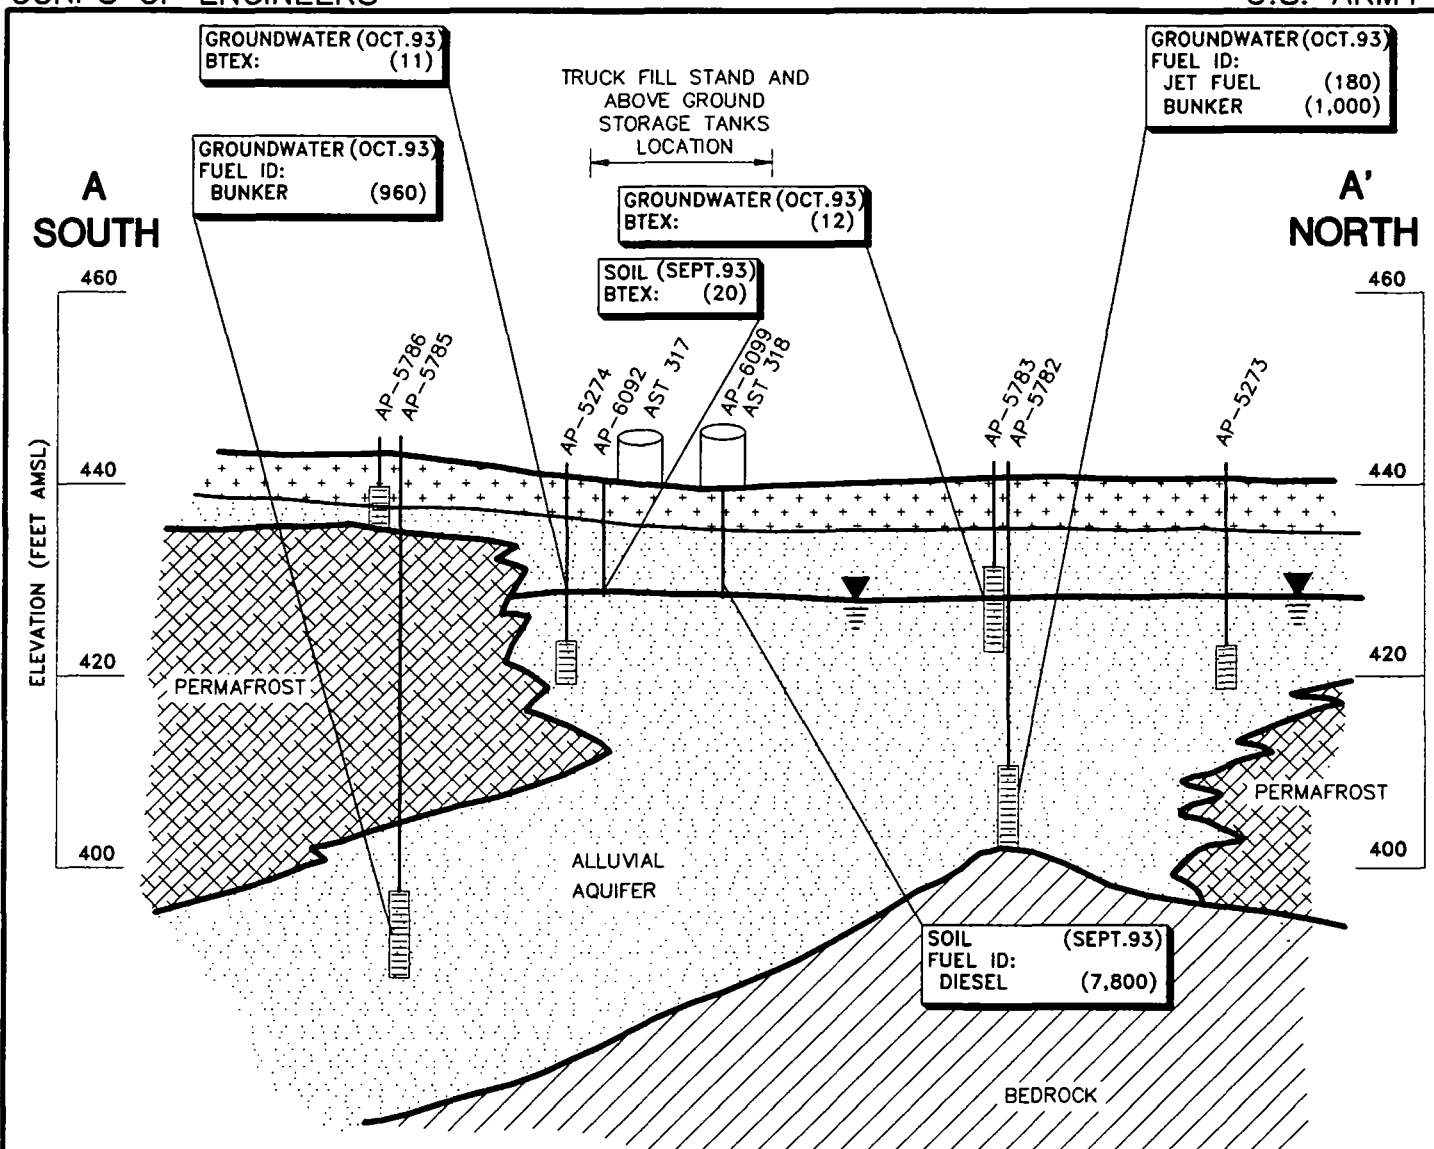 CORPS OF ENGINEERS
U.S. ARMY
GROUNDWATER (OCT.93)
BTEX: (11)
GROUNDWATER (OCT.93)
FUEL ID:
BUNKER (960)
TRUCK FILL STAND AND
ABOVE GROUND
STORAGE TANKS
LOCATION
GROUNDWATER (OCT.93)
BTEX: (12)
SOIL (SEPT.93)
BTEX: (20)
GROUNDWATER (OCT.93)
FUEL ID:
JET FUEL (180)
BUNKER (1,000)
A
SOUTH
A'
NORTH
460
440
420
400
ELEVATION (FEET AMSL)
460
440
420
400
AP-5786
AP-5785
AP-5274
AP-6092
AST 317
AP-6099
AST 318
AP-5783
AP-5782
AP-5273
PERMAFROST
PERMAFROST
ALLUVIAL
AQUIFER
SOIL (SEPT.93)
FUEL ID:
DIESEL (7,800)
BEDROCK